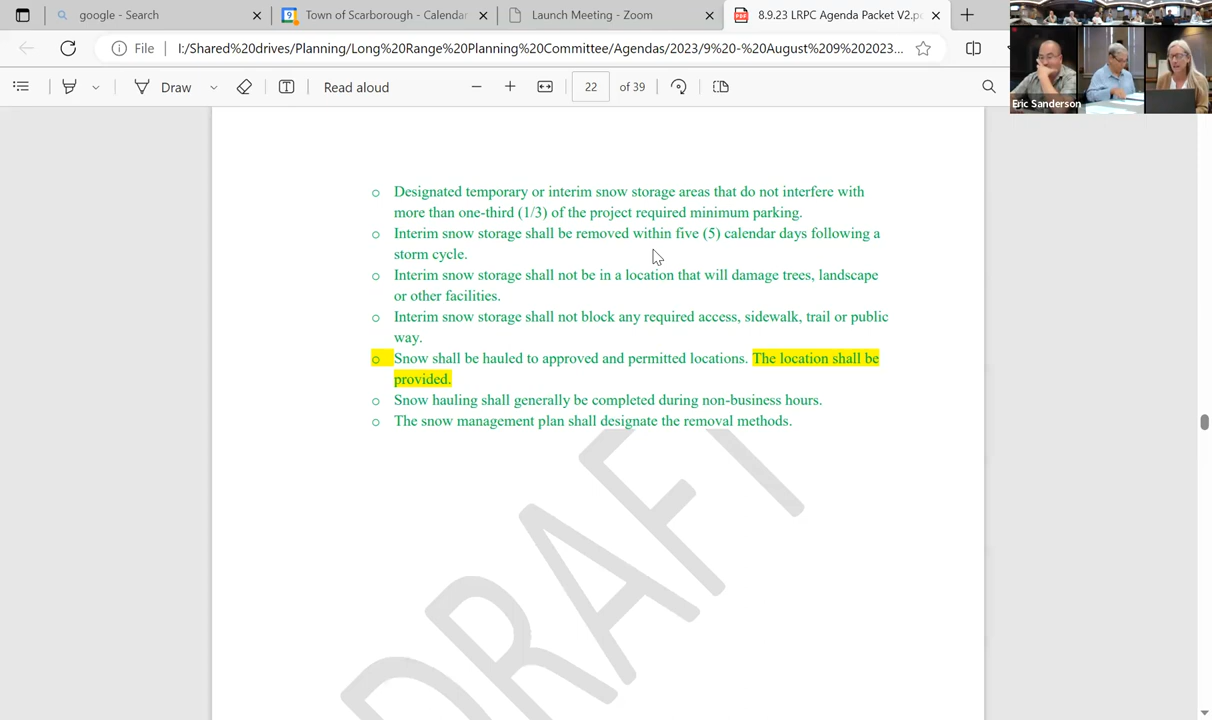 google - Search
Town of Scarborough - Calendar
Launch Meeting - Zoom
8.9.23 LRPC Agenda Packet V2.p
File
I:/Shared%20drives/Planning/Long%20Range%20Planning%20Committee/Agendas/2023/9%20-%20August%209%202023...
Draw
Read aloud
22
of 39
Eric Sanderson
o Designated temporary or interim snow storage areas that do not interfere with
more than one-third (1/3) of the project required minimum parking.
o Interim snow storage shall be removed within five (5) calendar days following a
storm cycle.
o Interim snow storage shall not be in a location that will damage trees, landscape
or other facilities.
o Interim snow storage shall not block any required access, sidewalk, trail or public
way.
o Snow shall be hauled to approved and permitted locations. The location shall be
provided.
o Snow hauling shall generally be completed during non-business hours.
o The snow management plan shall designate the removal methods.
DRAFT